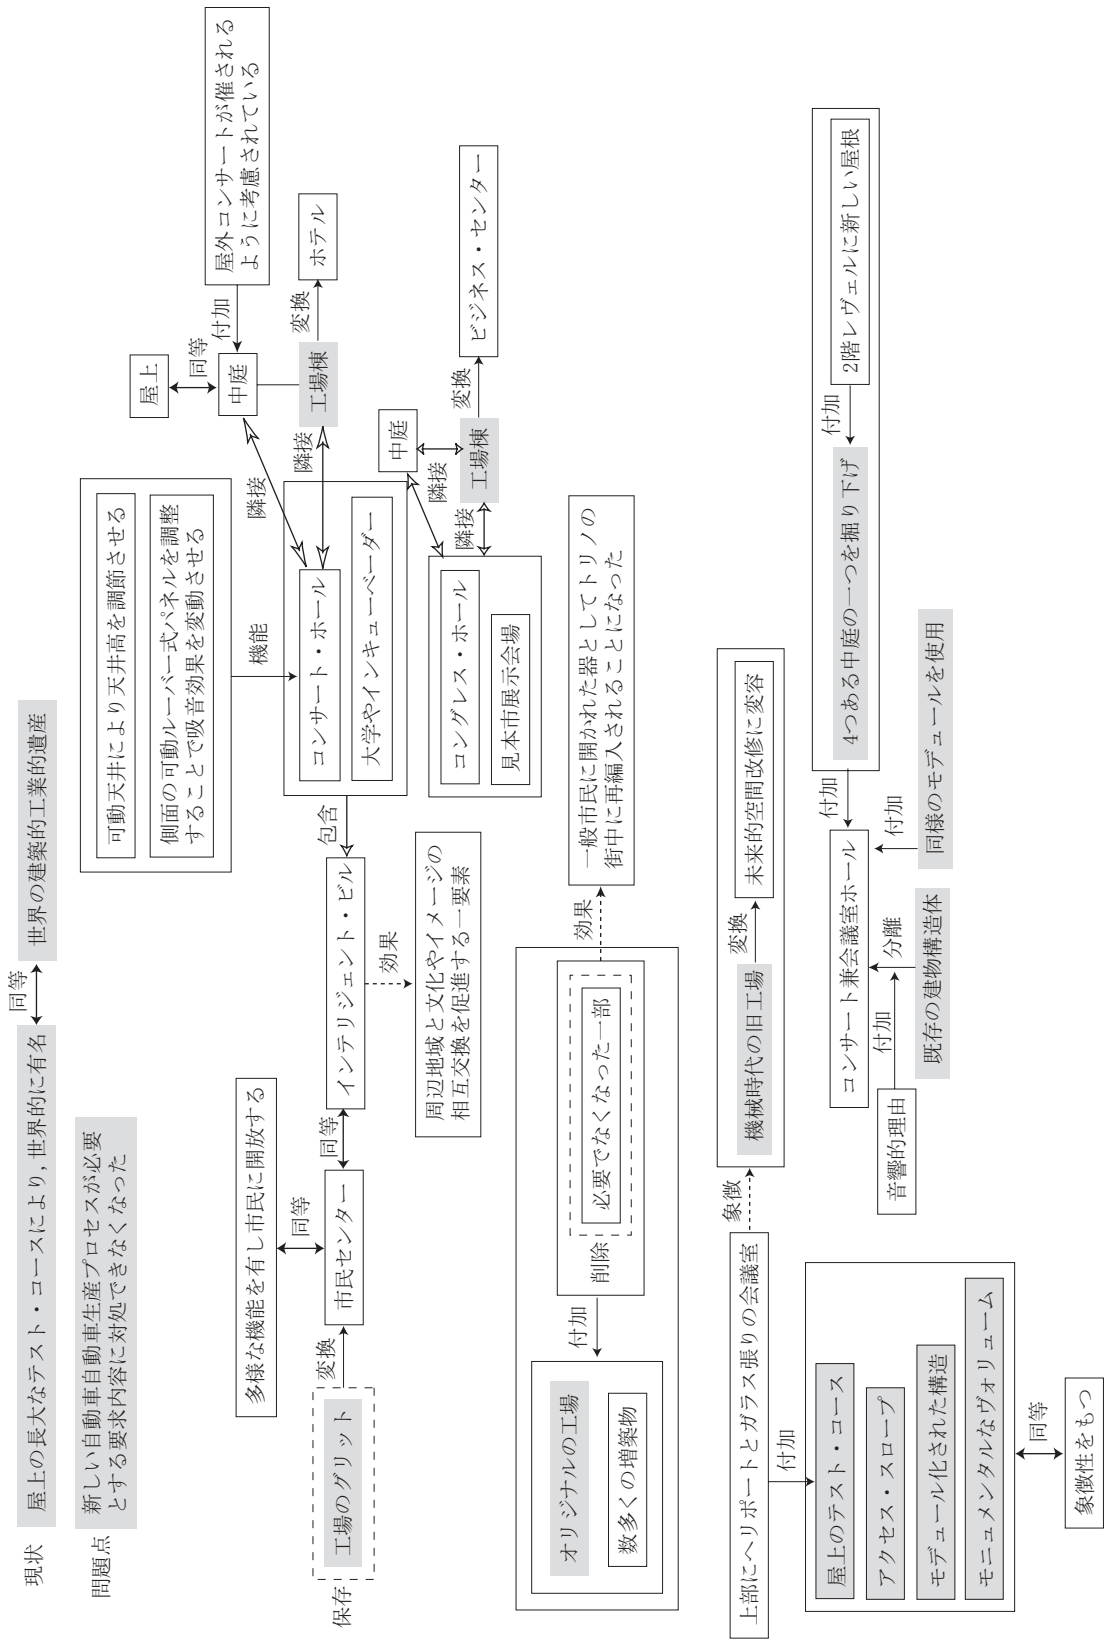 現状
屋上の長大なテスト・コースにより,世界的に有名
同等
世界の建築的工業的遺産
問題点
新しい自動車自動車生産プロセスが必要
とする要求内容に対処できなくなった
可動天井により天井高を調節させる
側面の可動ルーバー式パネルを調整
することで吸音効果を変動させる
機能
屋上
同等
屋外コンサートが催される
ように考慮されている
付加
中庭
隣接
多様な機能を有し市民に開放する
同等
保存
工場のグリット
変換
市民センター
同等
インテリジェント・ビル
包含
コンサート・ホール
大学やインキューベーダー
隣接
工場棟
変換
ホテル
効果
周辺地域と文化やイメージの
相互交換を促進する一要素
コングレス・ホール
見本市展示会場
中庭
隣接
隣接
工場棟
変換
ビジネス・センター
オリジナルの工場
数多くの増築物
付加
削除
必要でなくなった一部
効果
一般市民に開かれた器としてトリノの
街中に再編入されることになった
上部にヘリポートとガラス張りの会議室
象徴
機械時代の旧工場
変換
未来的空間改修に変容
付加
屋上のテスト・コース
アクセス・スロープ
モデュール化された構造
モニュメンタルなヴォリューム
同等
象徴性をもつ
コンサート兼会議室ホール
付加
4つある中庭の一つを掘り下げ
付加
2階レヴェルに新しい屋根
音響的理由
付加
分離
既存の建物構造体
付加
同様のモデュールを使用